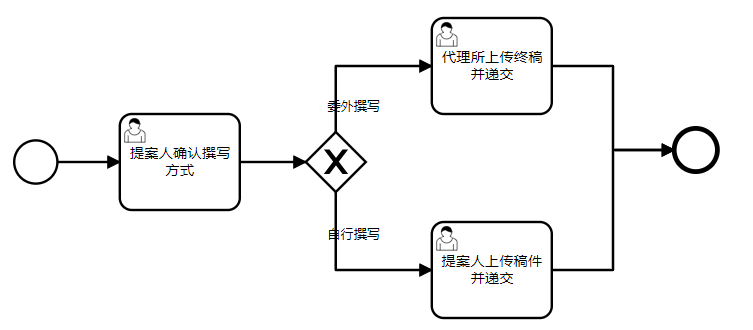 代理所上传终稿
并递交
委外撰写
提案人确认撰写
方式
X
自行撰写
提案人上传稿件
并递交